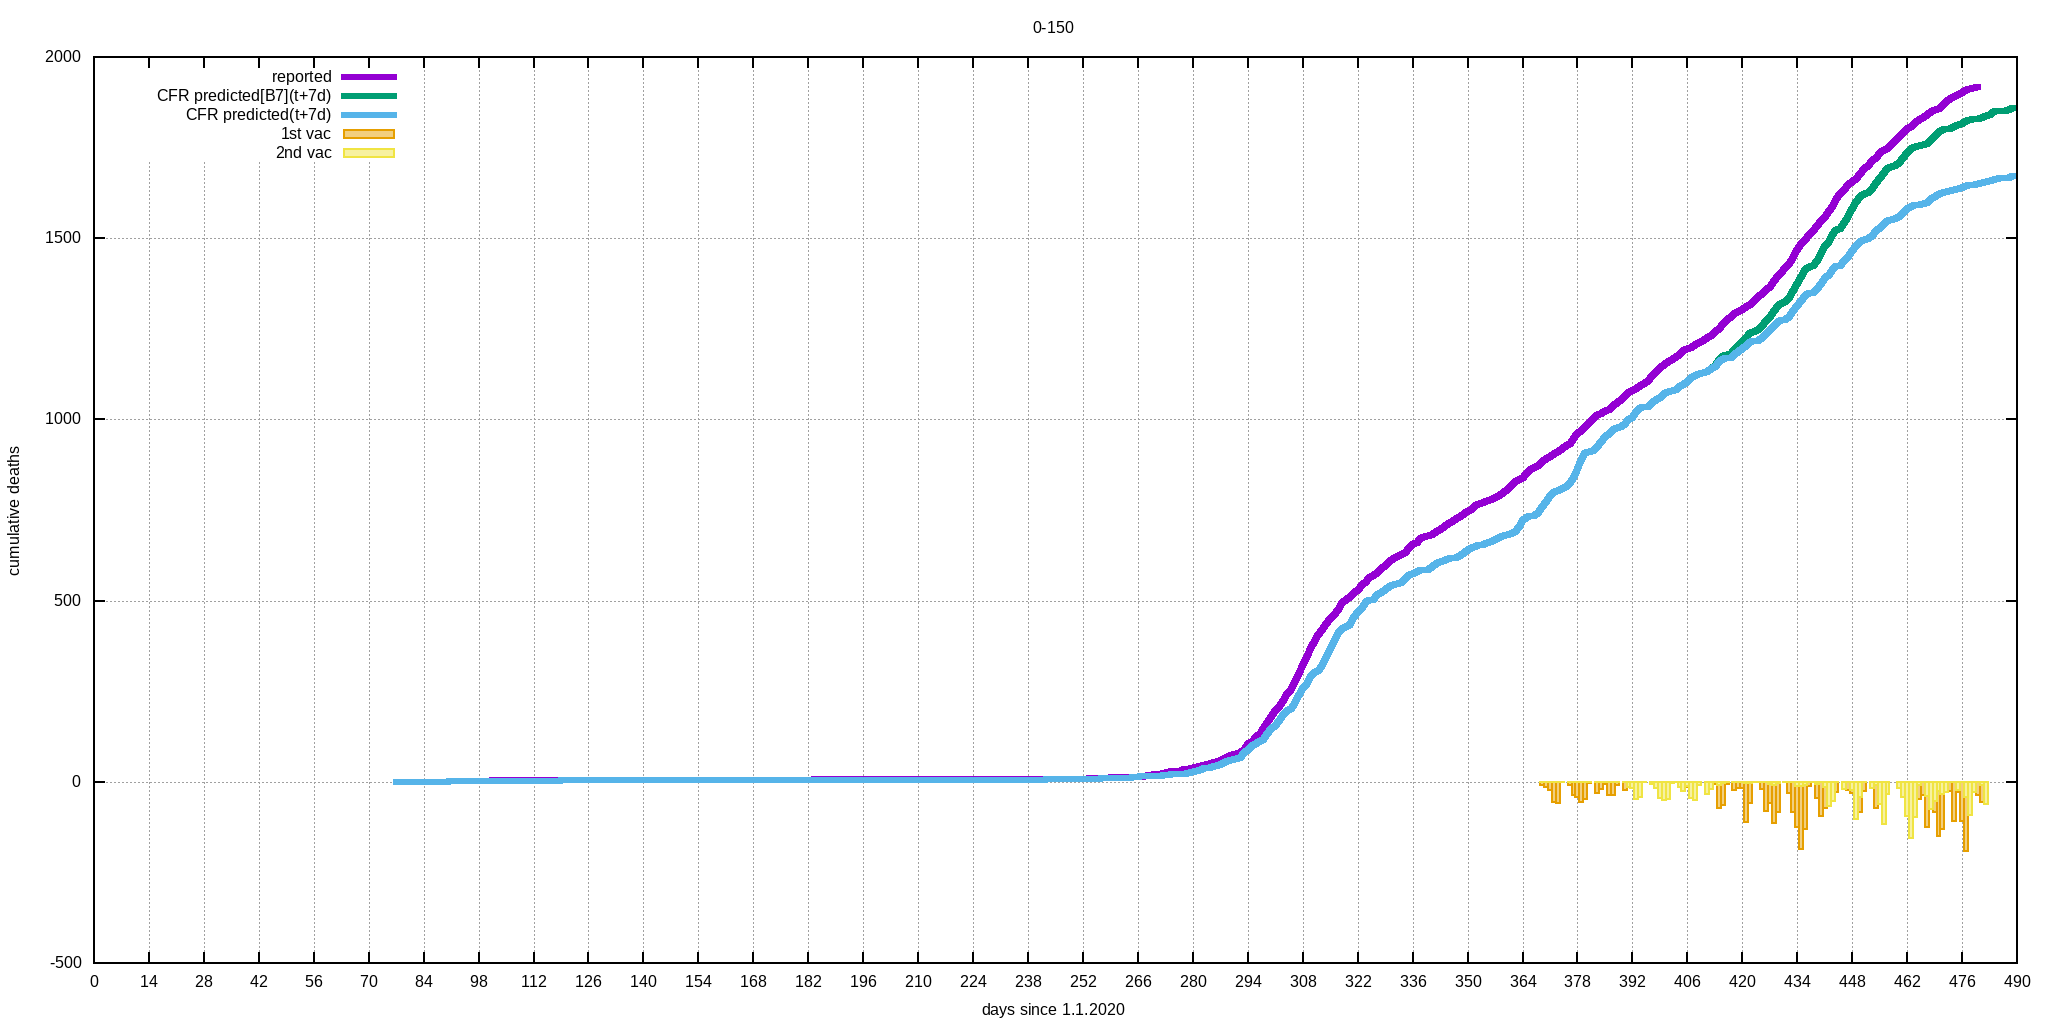 0-150
2000
1500
1000
500
0
-500
cumulative deaths
reported
CFR predicted[B7](t+7d)
CFR predicted(t+7d)
1st vac
2nd vac
0 14 28 42 56 70 84 98 112 126 140 154 168 182 196 210 224 238 252 266 280 294 308 322 336 350 364 378 392 406 420 434 448 462 476 490
days since 1.1.2020